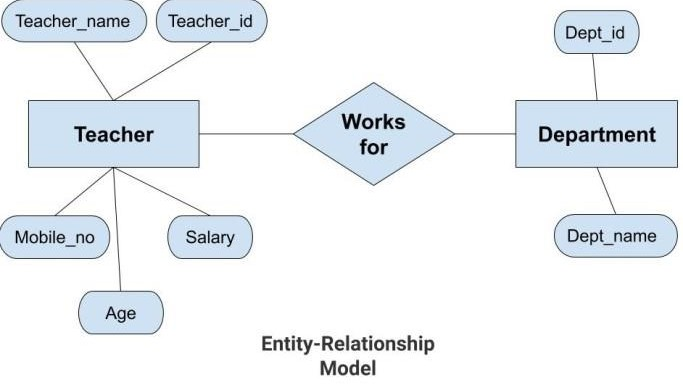 Teacher_name
Teacher_id
Dept_id
Teacher
Works
for
Department
Mobile_no
Salary
Dept_name
Age
Entity-Relationship
Model